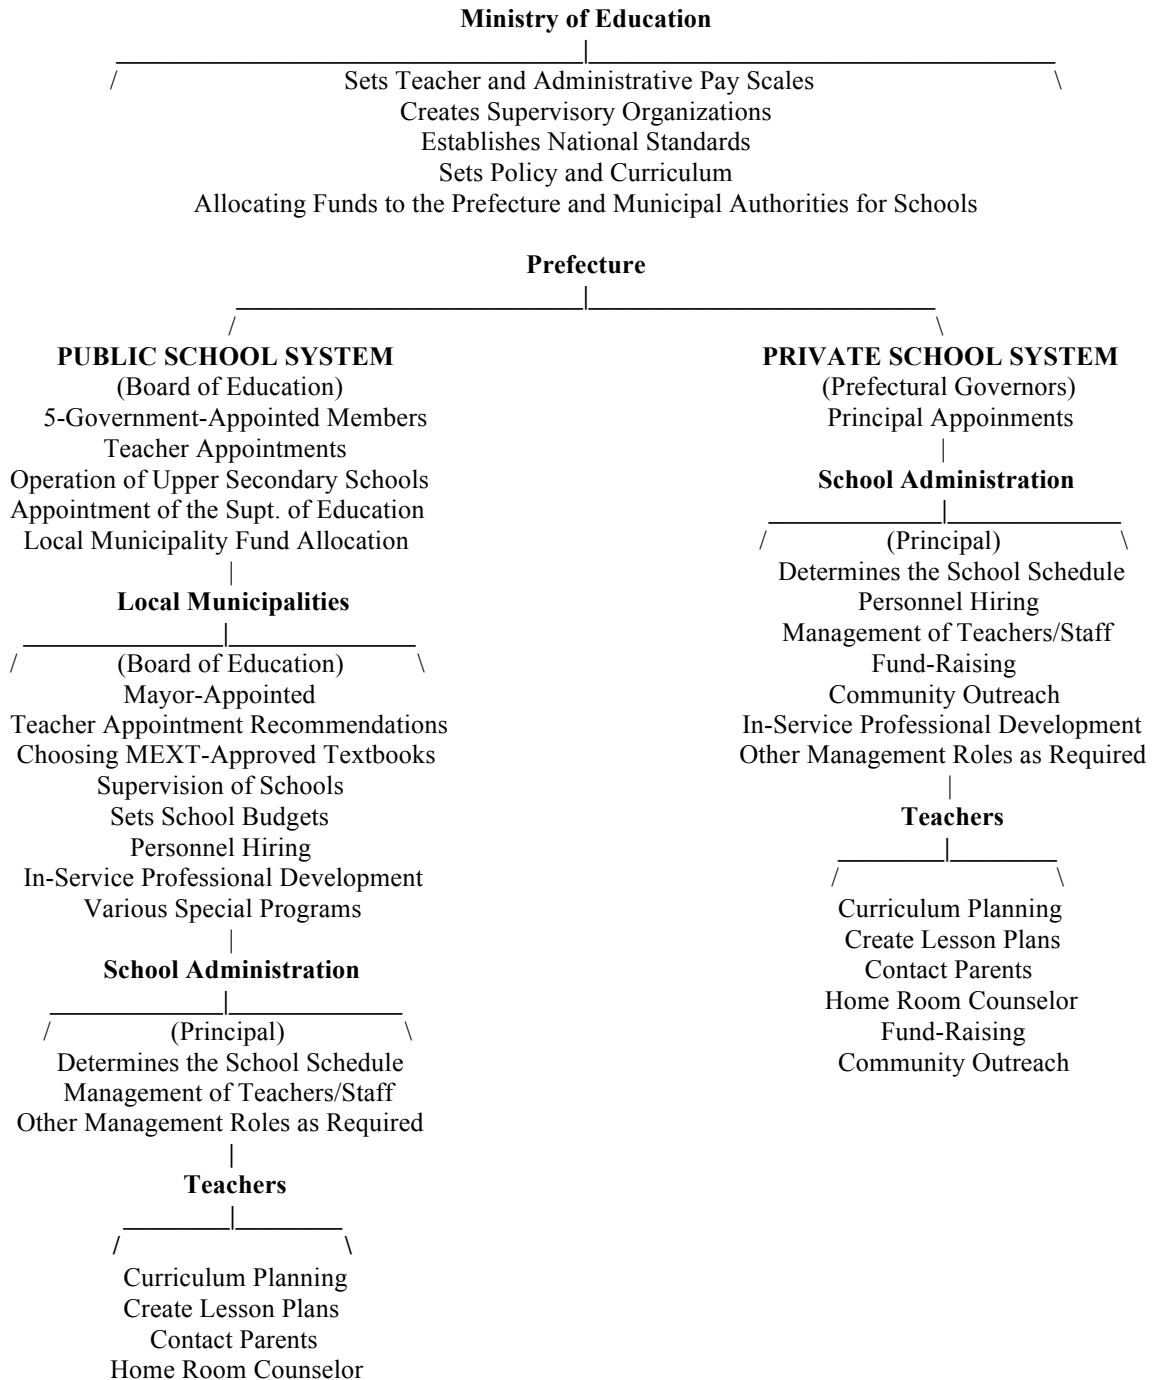 Ministry of Education
Sets Teacher and Administrative Pay Scales
Creates Supervisory Organizations
Establishes National Standards
Sets Policy and Curriculum
Allocating Funds to the Prefecture and Municipal Authorities for Schools
Prefecture
PUBLIC SCHOOL SYSTEM
(Board of Education)
5-Government-Appointed Members
Teacher Appointments
Operation of Upper Secondary Schools
Appointment of the Supt. of Education
Local Municipality Fund Allocation
Local Municipalities
(Board of Education)
Mayor-Appointed
Teacher Appointment Recommendations
Choosing MEXT-Approved Textbooks
Supervision of Schools
Sets School Budgets
Personnel Hiring
In-Service Professional Development
Various Special Programs
School Administration
(Principal)
Determines the School Schedule
Management of Teachers/Staff
Other Management Roles as Required
Teachers
Curriculum Planning
Create Lesson Plans
Contact Parents
Home Room Counselor
PRIVATE SCHOOL SYSTEM
(Prefectural Governors)
Principal Appoinments
School Administration
(Principal)
Determines the School Schedule
Personnel Hiring
Management of Teachers/Staff
Fund-Raising
Community Outreach
In-Service Professional Development
Other Management Roles as Required
Teachers
Curriculum Planning
Create Lesson Plans
Contact Parents
Home Room Counselor
Fund-Raising
Community Outreach